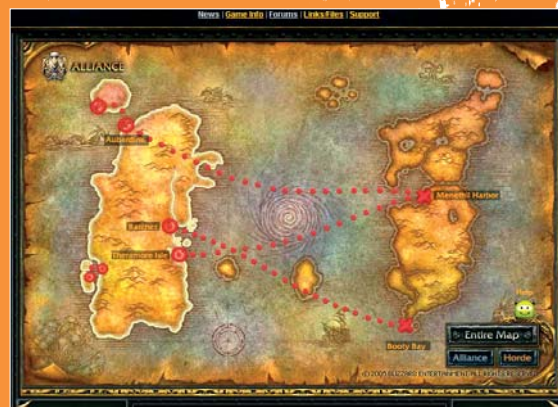 News | Game Info | Forums | Links/Files | Support
ALLIANCE
Auberdine
Menethil Harbor
Ratchet
Theramore Isle
Help
Entire Map
Booty Bay
Alliance
Horde
(C)2005 BLIZZARD ENTERTAINMENT. ALL RIGHTS RESERVED